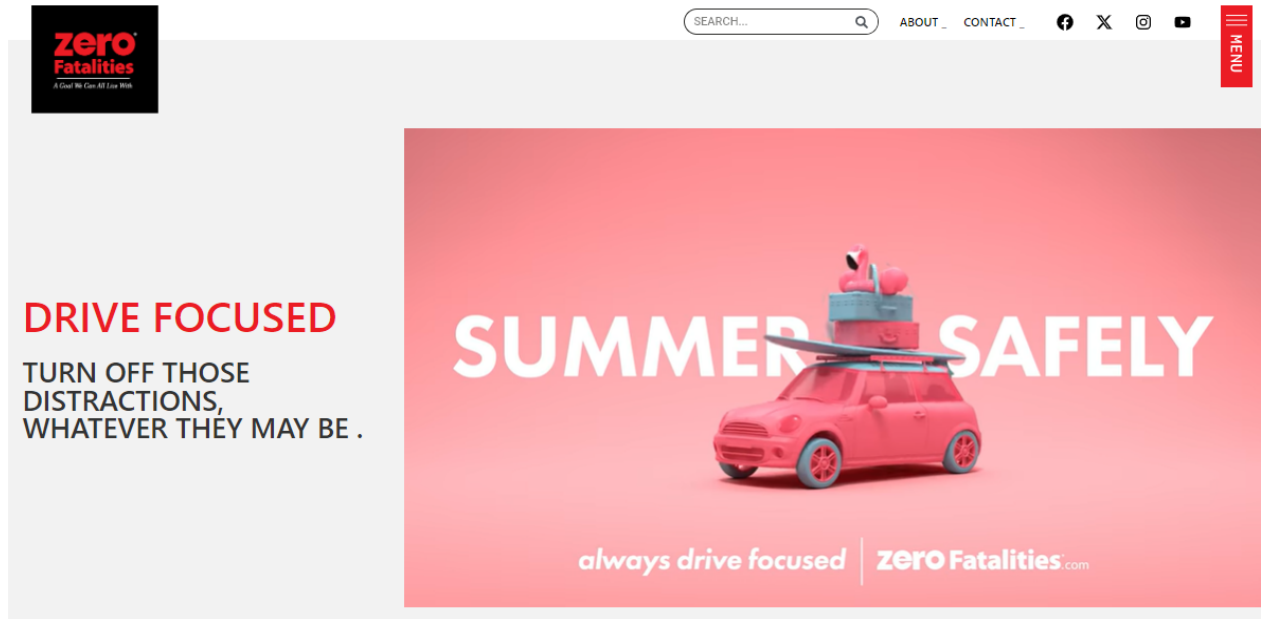 SEARCH...
ABOUT _
CONTACT _
MENU
zero
Fatalities
A Goal We Can All Live With
DRIVE FOCUSED
TURN OFF THOSE
DISTRACTIONS,
WHATEVER THEY MAY BE .
SUMMER SAFELY
always drive focused | zero Fatalities.com